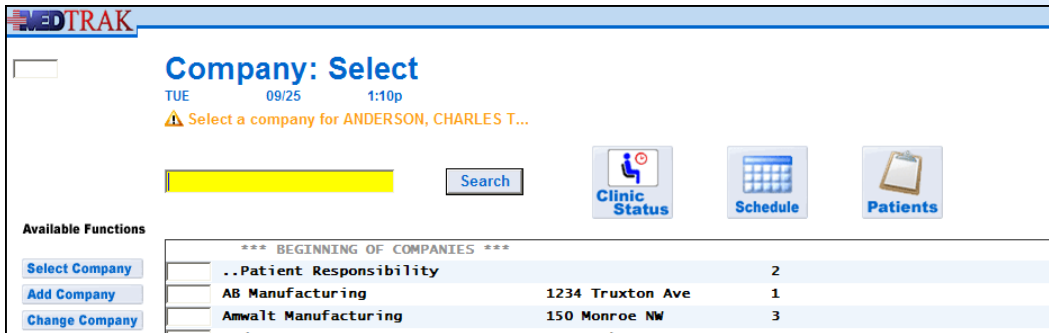 MEDTRAK
Company: Select
TUE 09/25 1:10p
Select a company for ANDERSON, CHARLES T...
Search
Clinic Status
Schedule
Patients
Available Functions
*** BEGINNING OF COMPANIES ***
Select Company
..Patient Responsibility 2
Add Company
AB Manufacturing 1234 Truxton Ave 1
Change Company
Amwalt Manufacturing 150 Monroe NW 3